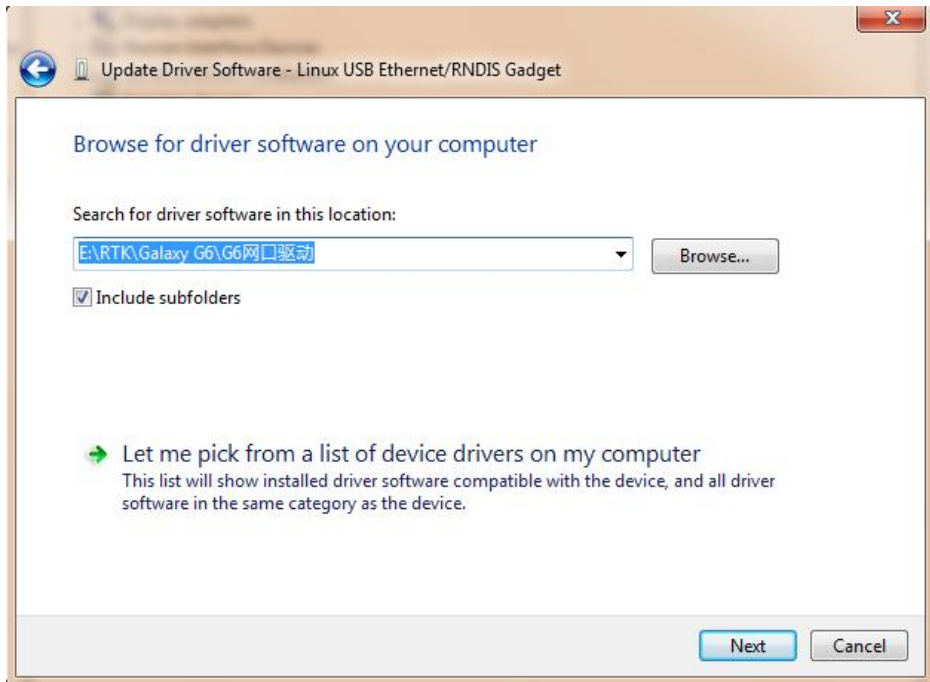 Update Driver Software - Linux USB Ethernet/RNDIS Gadget
Browse for driver software on your computer
Search for driver software in this location:
E:\RTK\Galaxy G6\G6网口驱动
Browse...
Include subfolders
Let me pick from a list of device drivers on my computer
This list will show installed driver software compatible with the device, and all driver
software in the same category as the device.
Next
Cancel